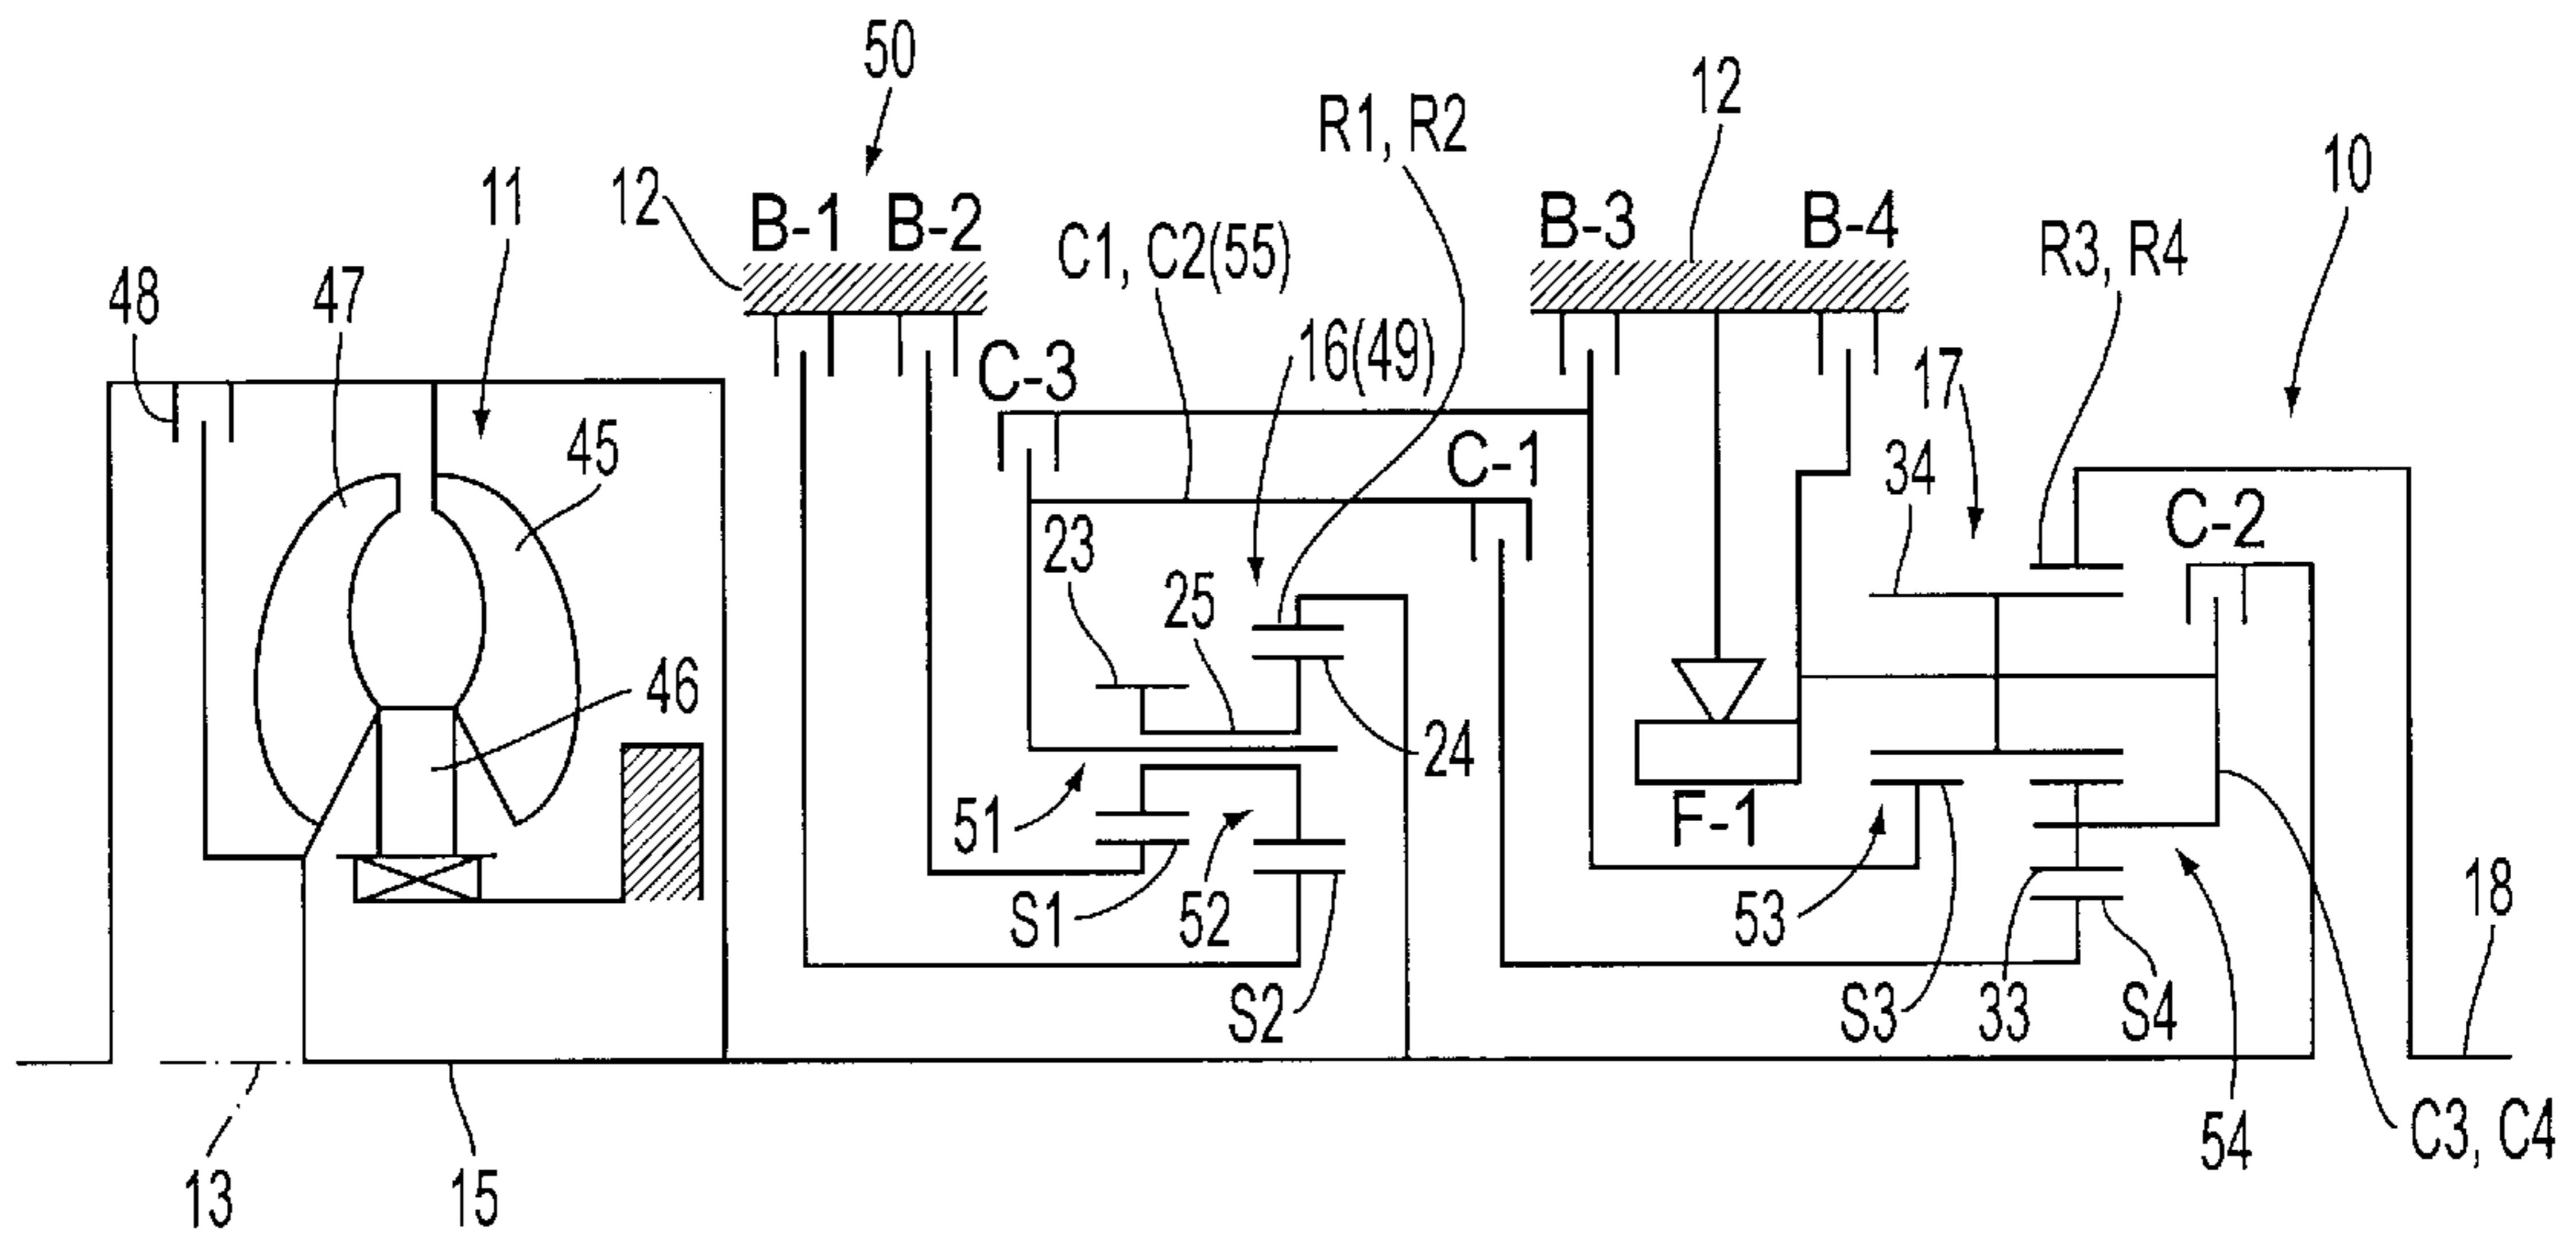 50
12
R1, R2
10
11
12
B-1 B-2
B-3
B-4
C1, C2(55)
R3, R4
48
47
C-3
16(49)
17
45
C-1
34
C-2
23
25
46
24
51
F-1
S1
52
53
18
S2
S3
33
S4
13
15
54
C3, C4